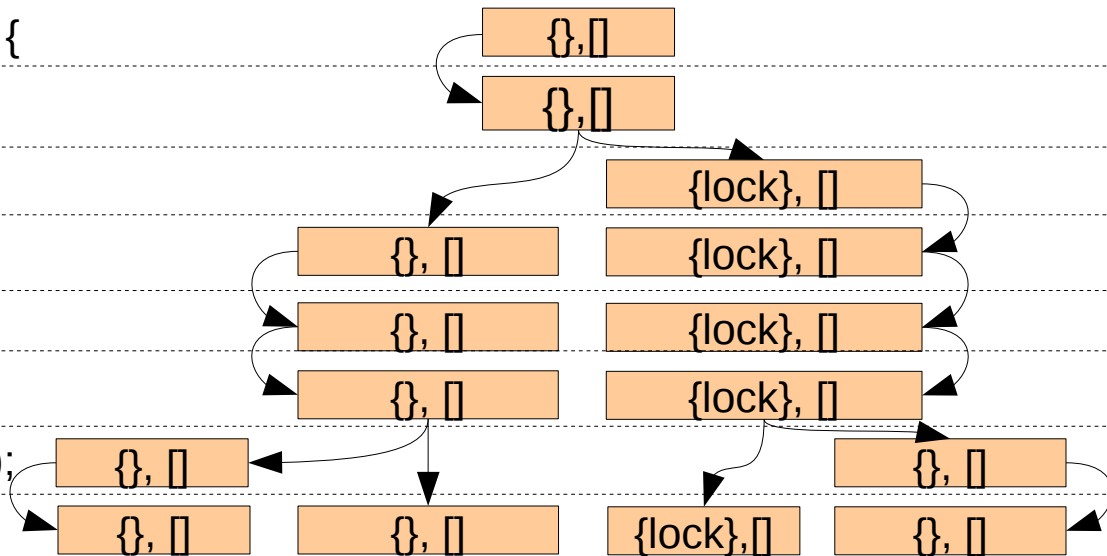 {
{},[]
{},[]
{lock}, []
{}, []
{lock}, []
{}, []
{lock}, []
{}, []
{lock}, []
);
{}, []
{}, []
{}, []
{}, []
{lock},[]
{}, []